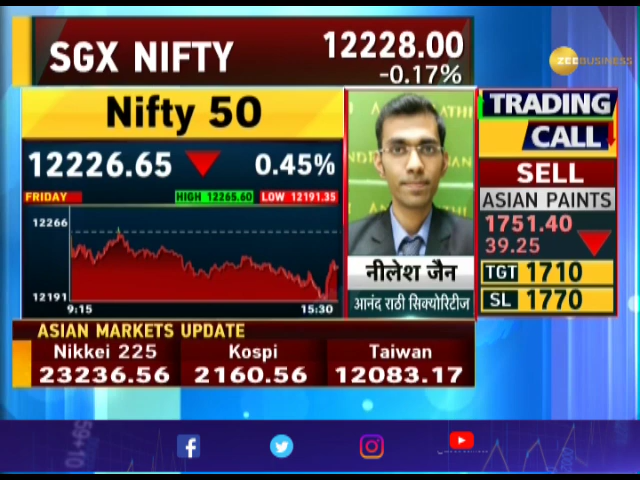 SGX NIFTY
12228.00
-0.17%
ZEEBUSINESS
Nifty 50
12226.65
0.45%
FRIDAY
HIGH 12265.60
LOW 12191.35
12266
12191
9:15
15:30
नीलेश जैन
आनंद राठी सिक्योरिटीज
TRADING
CALL
SELL
ASIAN PAINTS
1751.40
39.25
TGT 1710
SL 1770
ASIAN MARKETS UPDATE
Nikkei 225
Kospi
Taiwan
23236.56
2160.56
12083.17